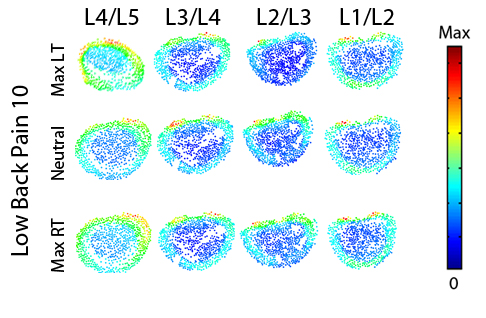 L4/L5 L3/L4 L2/L3 L1/L2
Max
Max LT
Neutral
Max RT
Low Back Pain 10
0